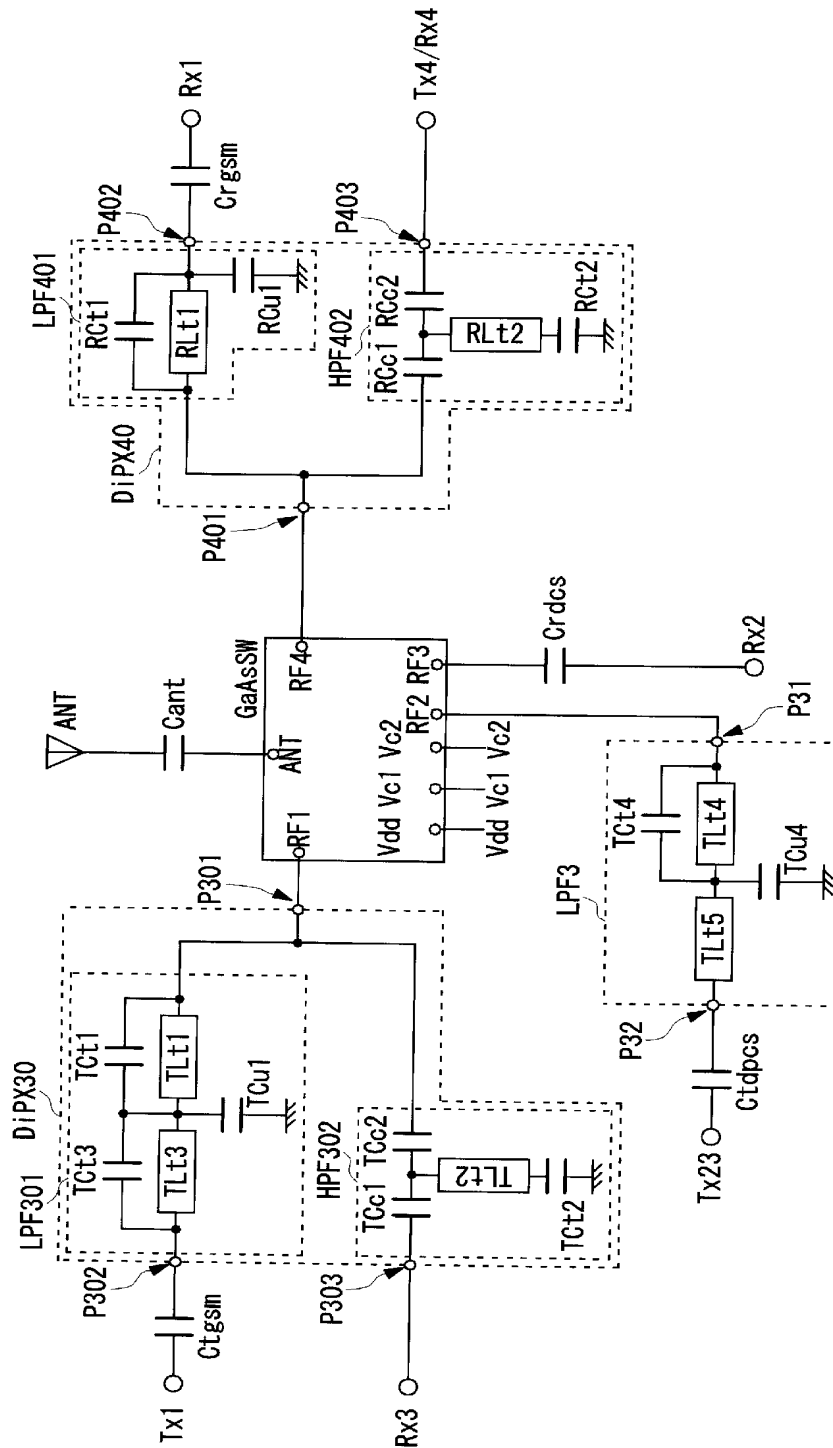 ANT
Cant
GaAsSW
ANT
RF1
RF4
Vdd
Vc1
Vc2
RF2
RF3
Vdd
Vc1
Vc2
DiPX30
LPF301
TCt3
TCt1
TLt3
TLt1
TCu1
P301
P302
Ctgsm
Tx1
HPF302
TCc1
TCc2
TLt2
TCt2
P303
Rx3
DiPX40
LPF401
RCt1
RLt1
RCu1
P401
P402
Crgsm
Rx1
HPF402
RCc1
RCc2
RLt2
RCt2
P403
Tx4/Rx4
Crdcs
Rx2
P31
LPF3
TCt4
TLt5
TLt4
TCu4
P32
Ctdpcs
Tx23